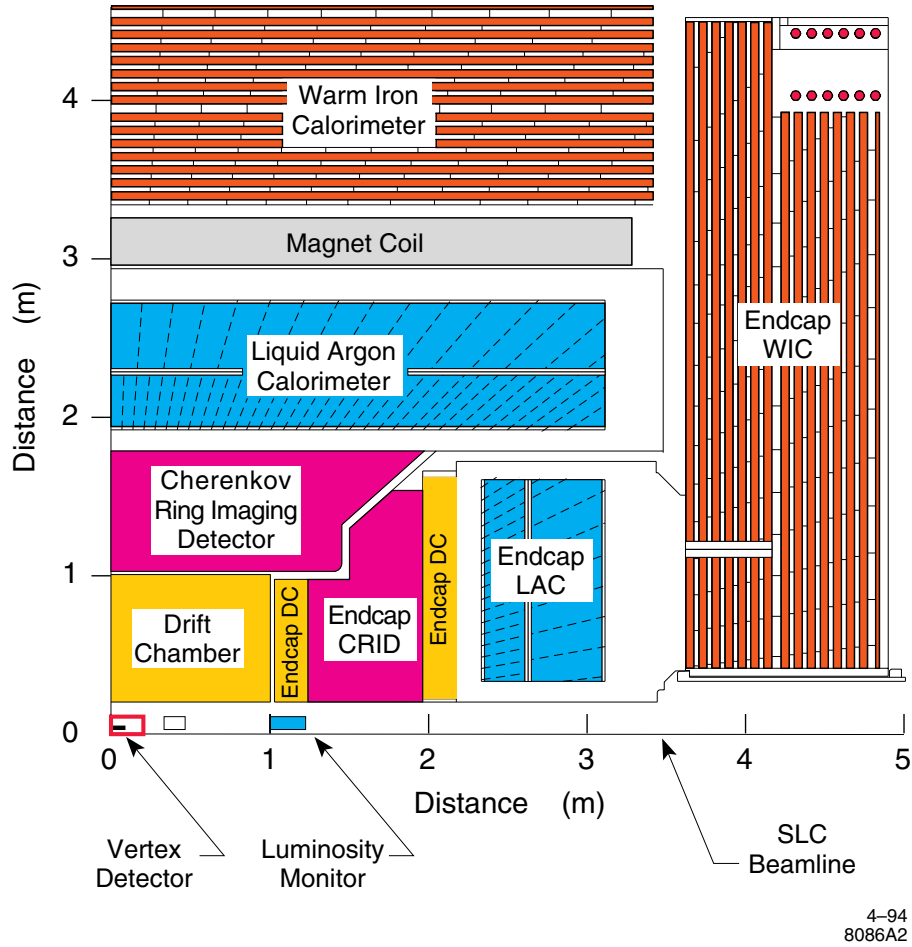 Warm Iron
Calorimeter
4
Magnet Coil
3
Distance (m)
Liquid Argon
Calorimeter
Endcap
WIC
2
Cherenkov
Ring Imaging
Detector
Endcap DC
Endcap
LAC
1
Drift
Chamber
Endcap DC
Endcap
CRID
0
0
1
2
3
4
5
Distance (m)
Vertex
Detector
Luminosity
Monitor
SLC
Beamline
4–94
8086A2